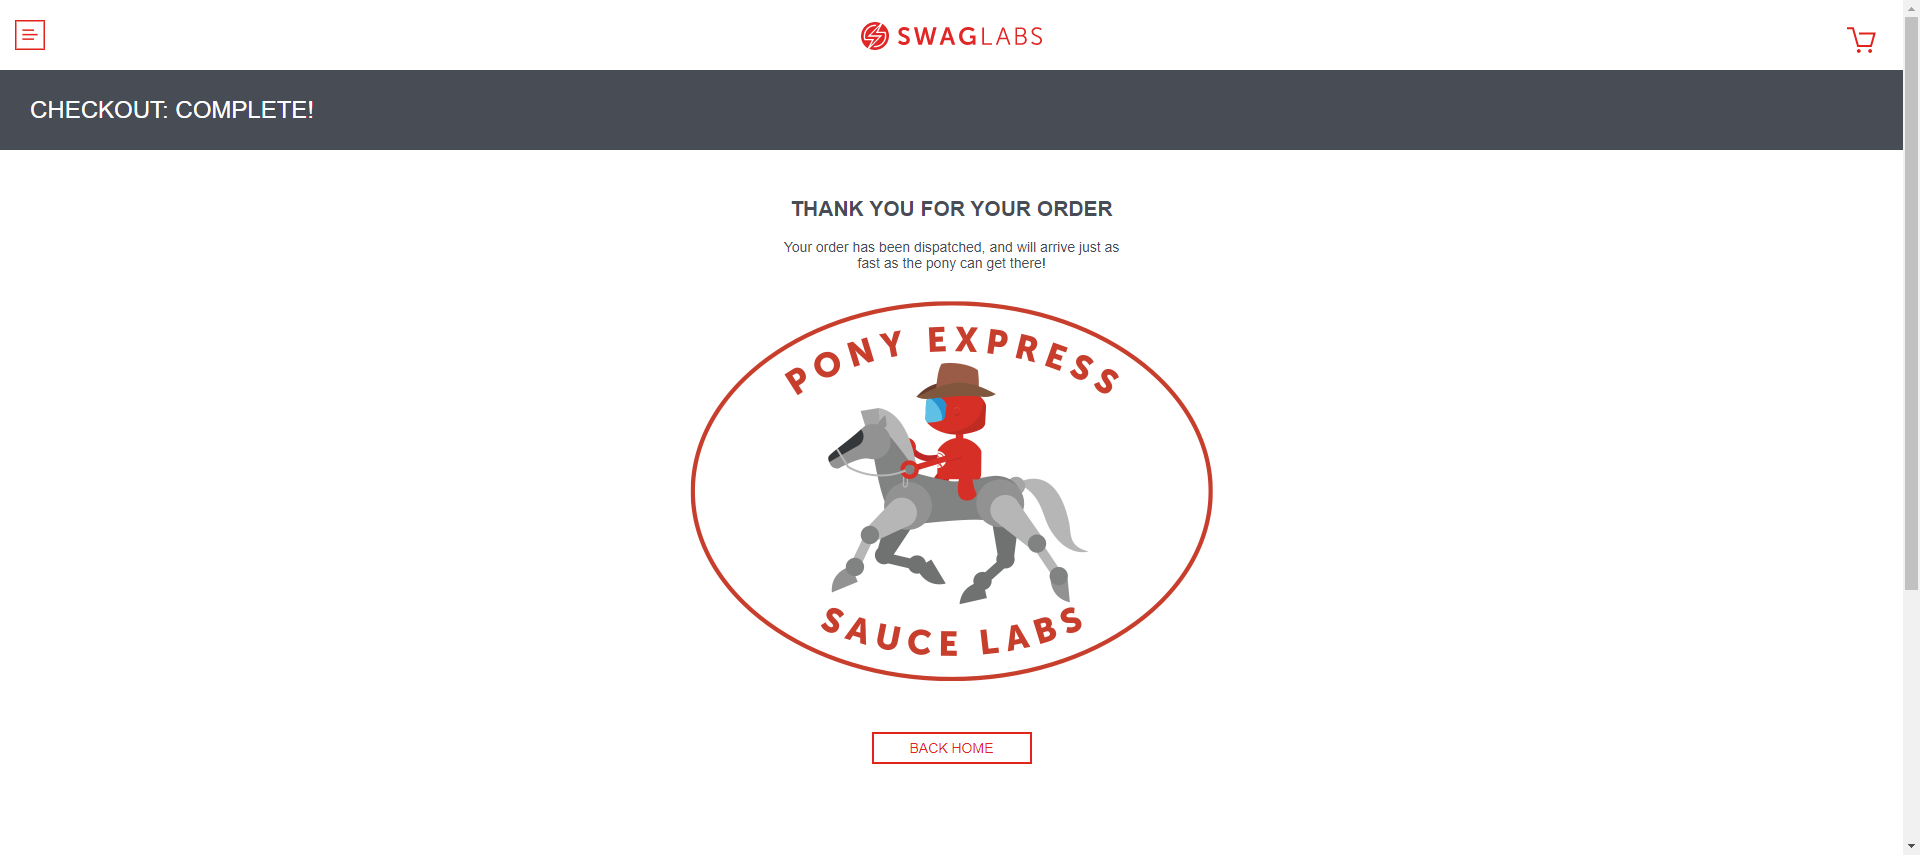 SWAGLABS
CHECKOUT: COMPLETE!
THANK YOU FOR YOUR ORDER
Your order has been dispatched, and will arrive just as
fast as the pony can get there!
PONY EXPRESS
SAUCE LABS
BACK HOME